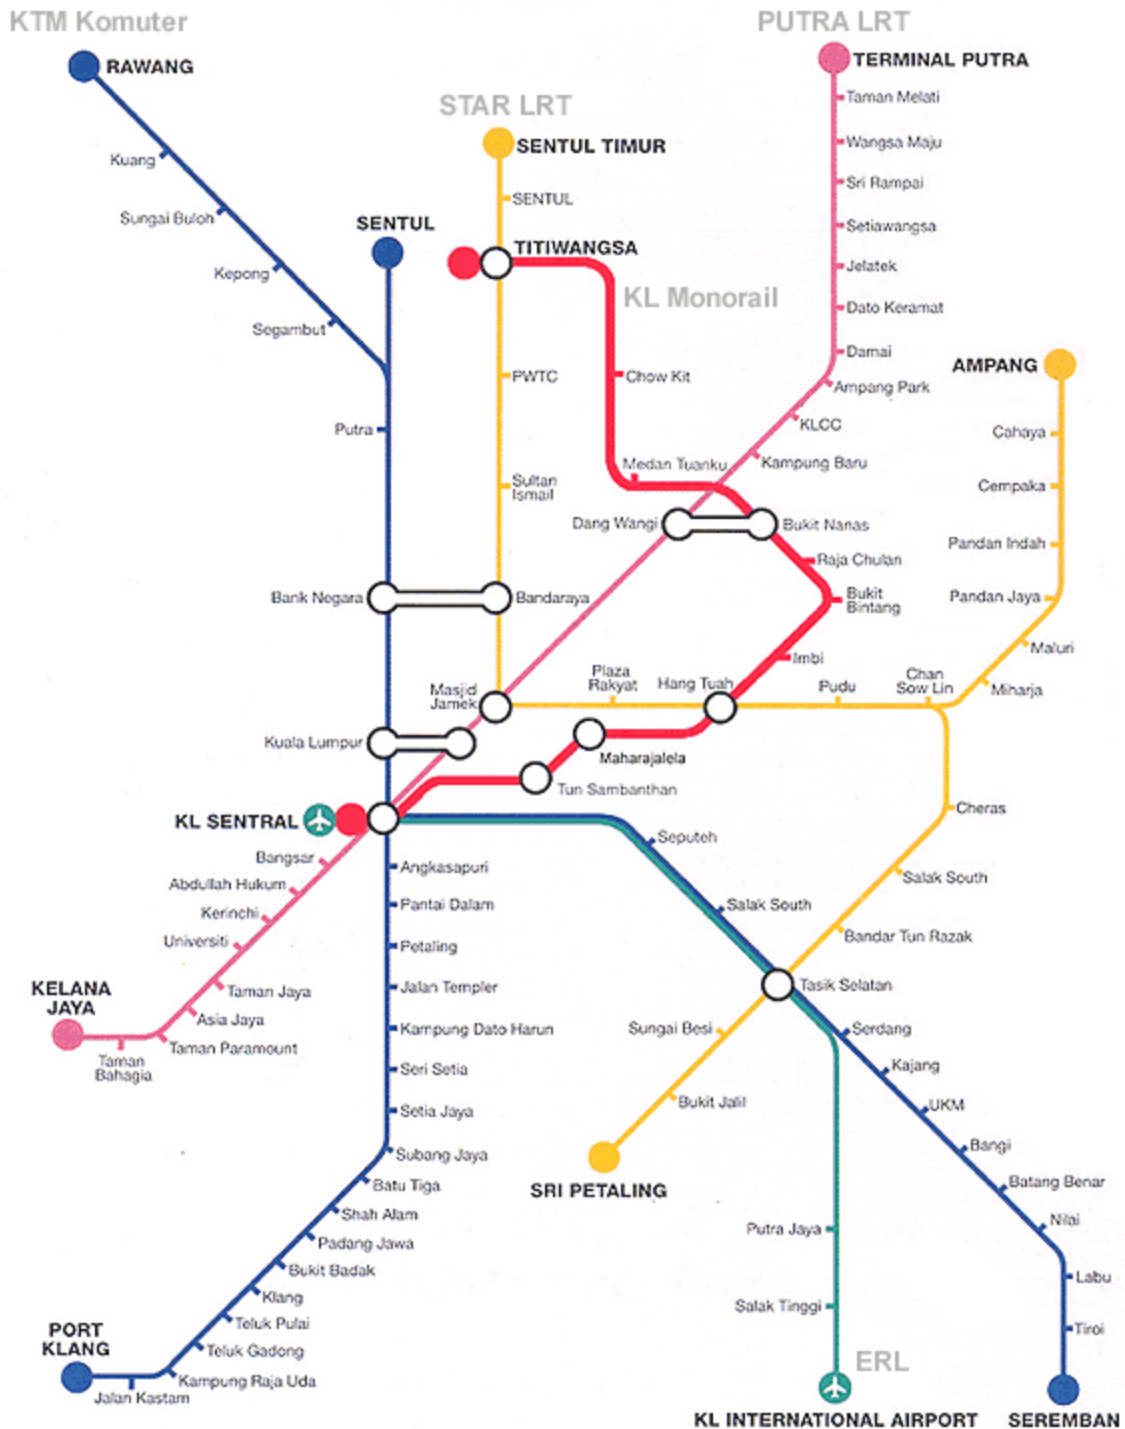 KTM Komuter
PUTRA LRT
RAWANG
TERMINAL PUTRA
Taman Melati
STAR LRT
SENTUL TIMUR
Wangsa Maju
Kuang
Sri Rampai
SENTUL
Sungai Buloh
SENTUL
Setiawangsa
TITIWANGSA
Jelatek
Kepong
KL Monorail
Dato Keramat
Segambut
Damai
AMPANG
PWTC
Chow Kit
Ampang Park
KLCC
Putra
Cahaya
Medan Tuanku
Kampung Baru
Sultan
Ismail
Cempaka
Dang Wangi
Bukit Nanas
Pandan Indah
Raja Chulan
Bank Negara
Bandaraya
Bukit
Bintang
Pandan Jaya
Maluri
Imbi
Plaza
Rakyat
Hang Tuah
Pudu
Chan
Sow Lin
Miharja
Masjid
Jamek
Kuala Lumpur
Maharajalela
Tun Sambanthan
Cheras
KL SENTRAL
Seputeh
Bangsar
Angkasapuri
Salak South
Abdullah Hukum
Pantai Dalam
Salak South
Kerinchi
Universiti
Petaling
Bandar Tun Razak
KELANA
JAYA
Taman Jaya
Jalan Templer
Tasik Selatan
Asia Jaya
Kampung Dato Harun
Sungai Besi
Serdang
Taman Paramount
Taman
Bahagia
Seri Setia
Kajang
Setia Jaya
Bukit Jalil
UKM
Subang Jaya
Bangi
Batu Tiga
SRI PETALING
Batang Benar
Shah Alam
Nilai
Padang Jawa
Putra Jaya
Bukit Badak
Labu
Klang
Salak Tinggi
Teluk Pulai
Tiroi
PORT
KLANG
Teluk Gadong
ERL
Kampung Raja Uda
Jalan Kastam
KL INTERNATIONAL AIRPORT
SEREMBAN